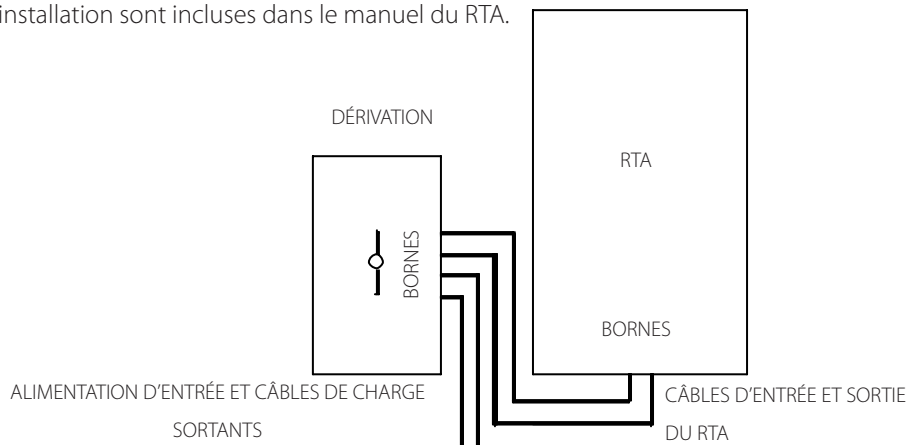 installation sont incluses dans le manuel du RTA.
DÉRIVATION
RTA
BORNES
BORNES
ALIMENTATION D'ENTRÉE ET CÂBLES DE CHARGE
SORTANTS
CÂBLES D'ENTRÉE ET SORTIE
DU RTA